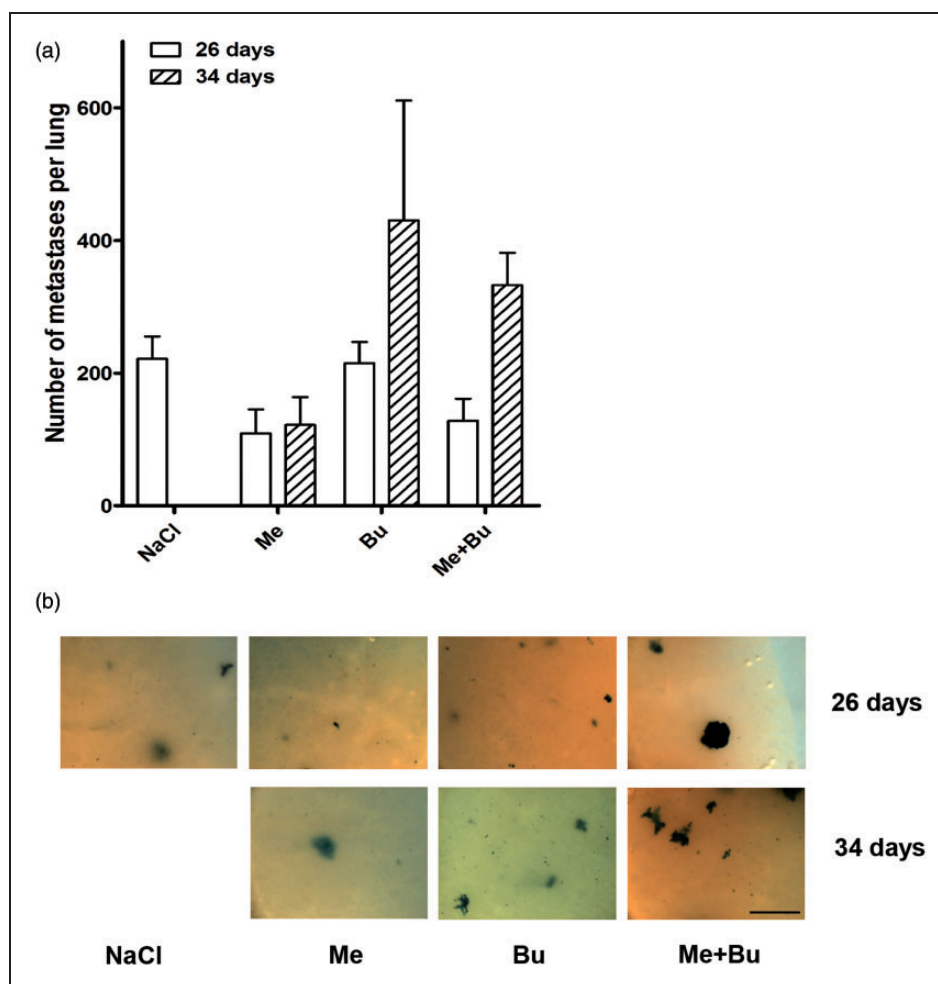 (a)
26 days
34 days
Number of metastases per lung
600
400
200
0
NaCl
Me
Bu
Me+Bu
(b)
26 days
34 days
NaCl
Me
Bu
Me+Bu